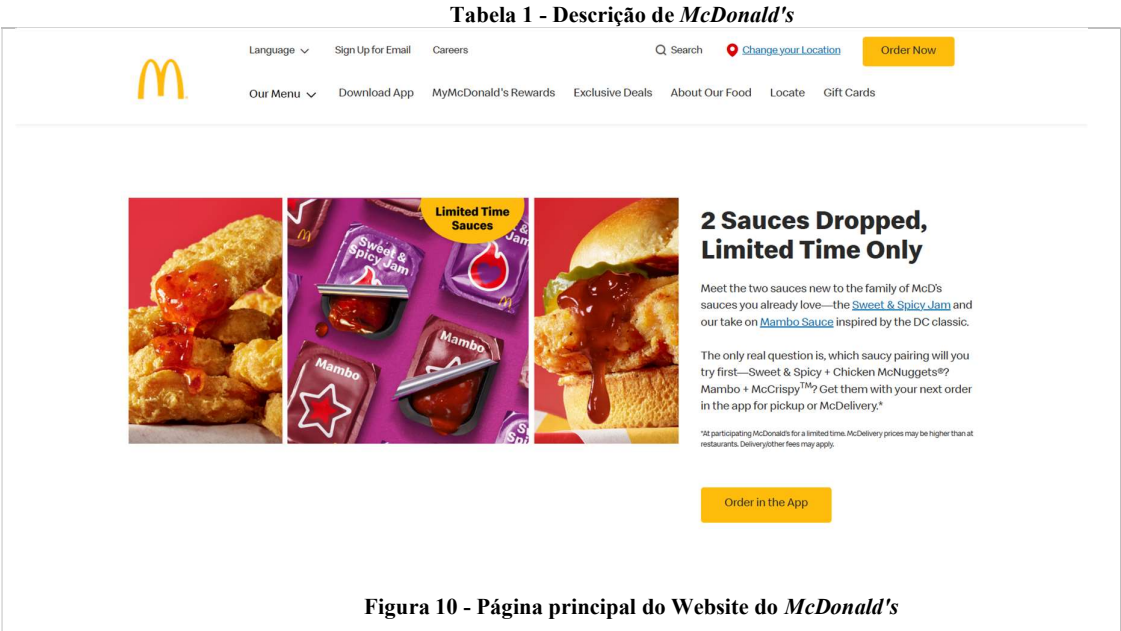 Tabela 1 - Descrição de McDonald's
Language Sign Up for Email Careers Search Change your Location Order Now
Our Menu Download App MyMcDonald's Rewards Exclusive Deals About Our Food Locate Gift Cards
Limited Time
Sauces
Sweet &
Spicy Jam
& 
Jam
Mambo
Mambo
S
Spi
2 Sauces Dropped,
Limited Time Only
Meet the two sauces new to the family of McD's
sauces you already love—the Sweet & Spicy Jam and
our take on Mambo Sauce inspired by the DC classic.
The only real question is, which saucy pairing will you
try first—Sweet & Spicy + Chicken McNuggets®?
Mambo + McCrispy™? Get them with your next order
in the app for pickup or McDelivery.*
*At participating McDonald's for a limited time. McDelivery prices may be higher than at
restaurants. Delivery/other fees may apply.
Order in the App
Figura 10 - Página principal do Website do McDonald's